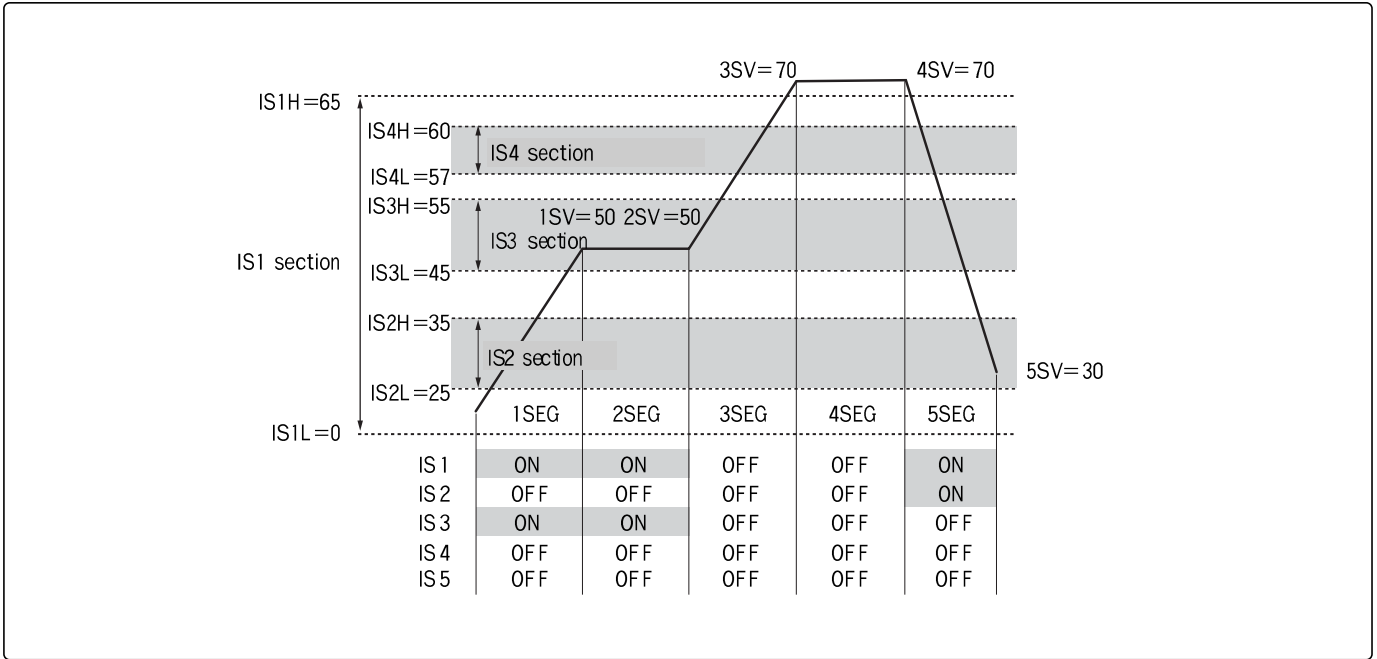 3SV=70 4SV=70
IS1H=65
IS4H=60
IS4 section
IS4L=57
IS3H=55
1SV=50 2SV=50
IS3 section
IS1 section
IS3L=45
IS2H=35
IS2 section
5SV=30
IS2L=25
1SEG 2SEG 3SEG 4SEG 5SEG
IS1L=0
IS1 ON ON OFF OFF ON
IS2 OFF OFF OFF OFF ON
IS3 ON ON OFF OFF OFF
IS4 OFF OFF OFF OFF OFF
IS5 OFF OFF OFF OFF OFF